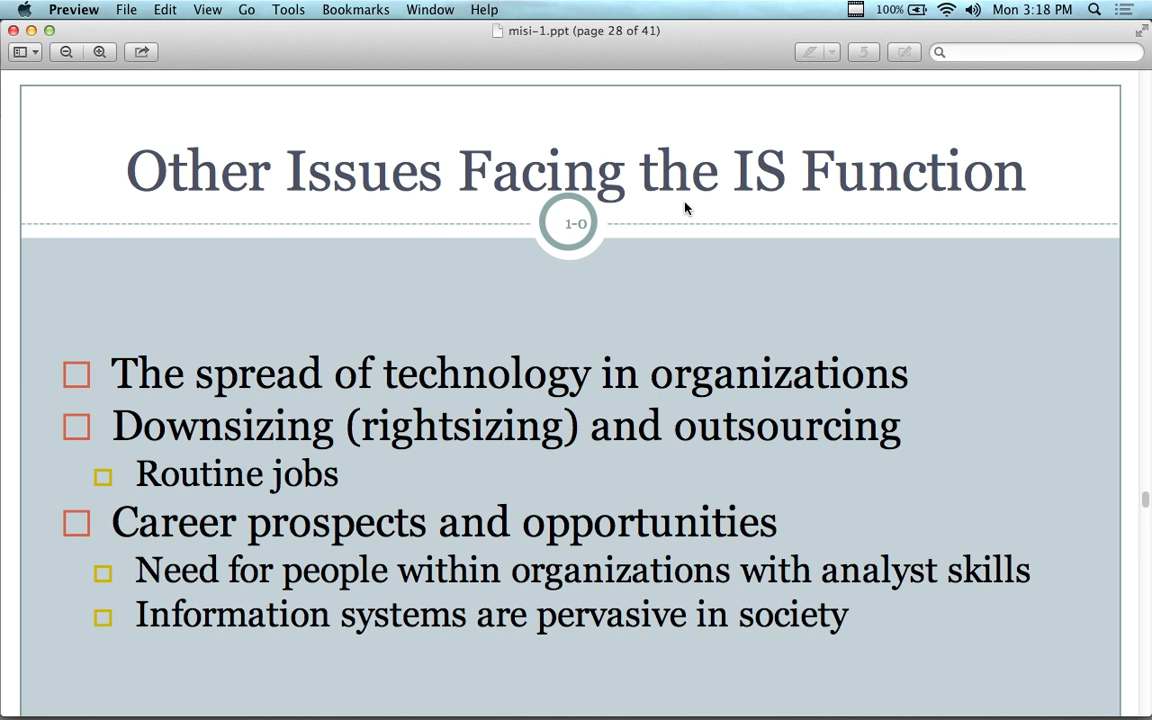 Preview File Edit View Go Tools Bookmarks Window Help 100% Mon 3:18 PM
misi-1.ppt (page 28 of 41)
Other Issues Facing the IS Function
1-0
The spread of technology in organizations
Downsizing (rightsizing) and outsourcing
Routine jobs
Career prospects and opportunities
Need for people within organizations with analyst skills
Information systems are pervasive in society